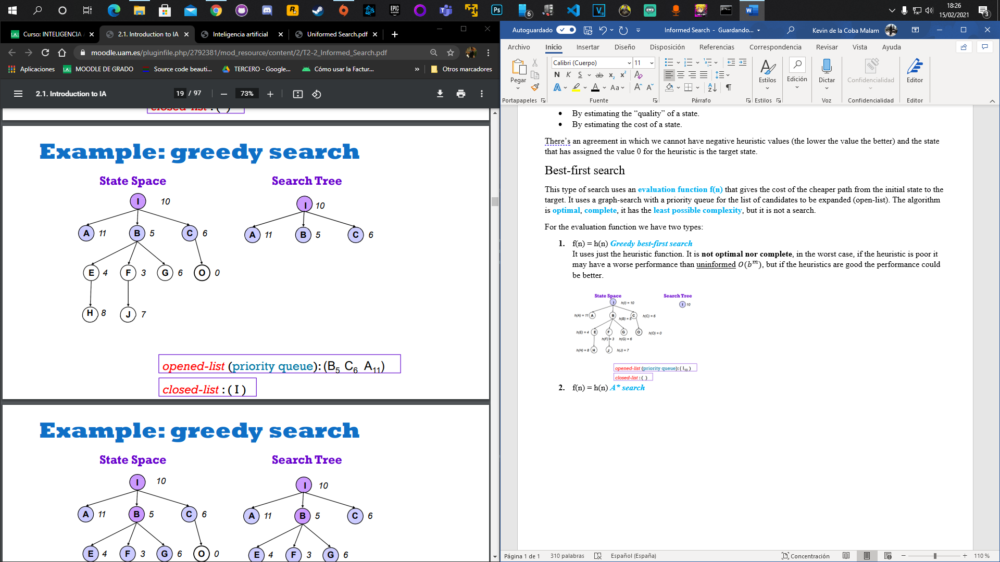 18:26
15/02/2021
6
3
Curso: INTELIGENCIA
2.1. Introduction to IA
Inteligencia artificial
Uniformed Search.pdf
moodle.uam.es/pluginfile.php/2792381/mod_resource/content/2/T2-2_Informed_Search.pdf
Aplicaciones
MOODLE DE GRADO
Source code beauti...
TERCERO - Google...
Cómo usar la Factur...
»
Otros marcadores
2.1. Introduction to IA
19 / 97
73%
closed-list : ( )
Example: greedy search
State Space
Search Tree
I 10
I 10
A 11 B 5 C 6
A 11 B 5 C 6
E 4 F 3 G 6 O 0
H 8 J 7
opened-list (priority queue): (B5 C6 A11)
closed-list : ( I )
Example: greedy search
State Space
Search Tree
I 10
I 10
A 11 B 5 C 6
A 11 B 5 C 6
E 4 F 3 G 6 O 0
E 4 F 3 G 6
Autoguardado
Informed Search - Guardando...
Kevin de la Coba Malam
Archivo Inicio Insertar Diseño Disposición Referencias Correspondencia Revisar Vista Ayuda
Pegar
Portapapeles
Calibri (Cuerpo) 11
N K S ab x2 x2
A A Aa A A
Fuente
Párrafo
Estilos
Estilos
Edición
Dictar
Voz
Confidencialidad
Confidencialidad
Editor
Editor
• By estimating the “quality” of a state.
• By estimating the cost of a state.
There’s an agreement in which we cannot have negative heuristic values (the lower the value the better) and the state
that has assigned the value 0 for the heuristic is the target state.
Best-first search
This type of search uses an evaluation function f(n) that gives the cost of the cheaper path from the initial state to the
target. It uses a graph-search with a priority queue for the list of candidates to be expanded (open-list). The algorithm
is optimal, complete, it has the least possible complexity, but it is not a search.
For the evaluation function we have two types:
1. f(n) = h(n) Greedy best-first search
It uses just the heuristic function. It is not optimal nor complete, in the worst case, if the heuristic is poor it
may have a worse performance than uninformed O(b^m), but if the heuristics are good the performance could
be better.
State Space
Search Tree
I h(I) = 10
I 10
h(A) = 11 A B h(B) = 5 C h(C) = 6
h(E) = 4 E F G O h(O) = 0
h(F) = 3 h(G) = 6
h(H) = 8 H J h(J) = 7
opened-list (priority queue): ( I10 )
closed-list : ( )
2. f(n) = h(n) A* search
Página 1 de 1
310 palabras
Español (España)
Concentración
110 %